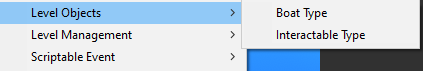 Level Objects
Level Management
Scriptable Event
Boat Type
Interactable Type